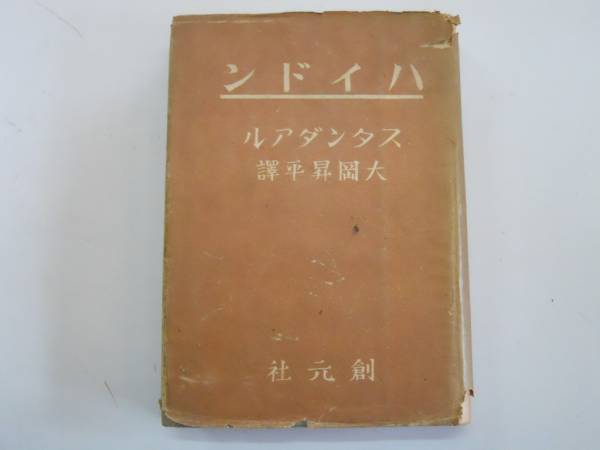 ハイドン
スタンダアル
大岡昇平譯
創元社